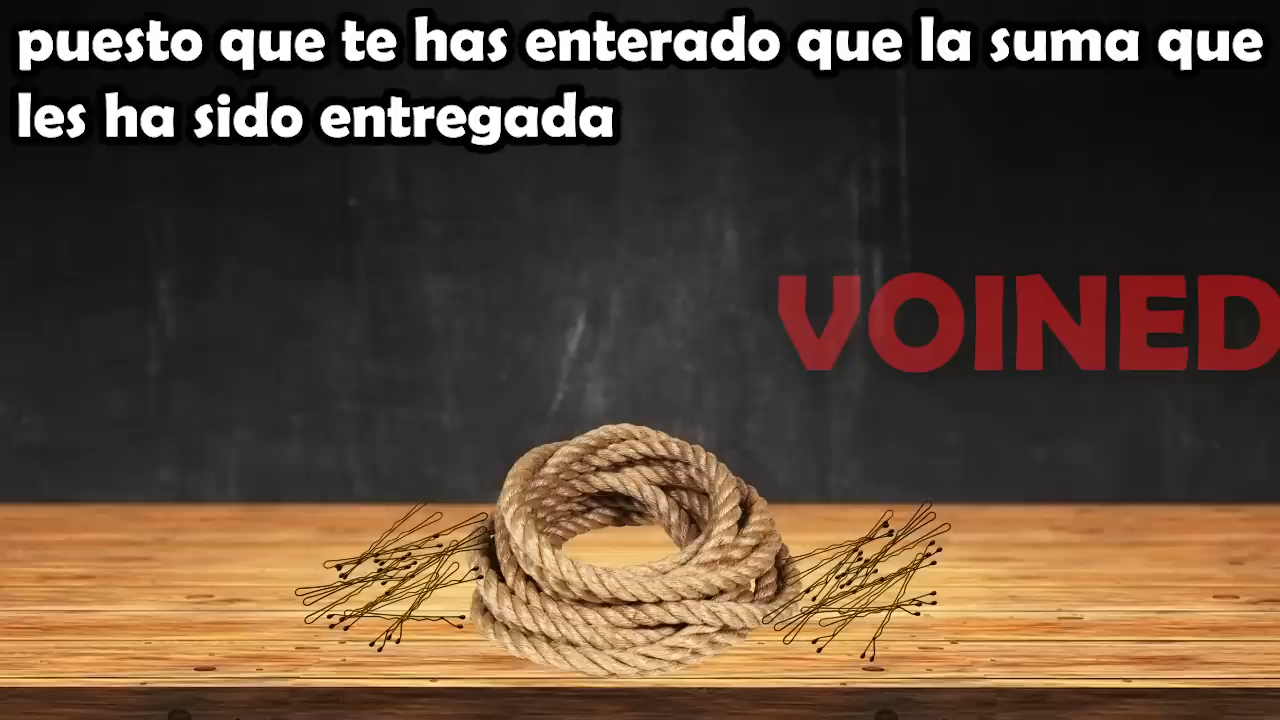 puesto que te has enterado que la suma que
les ha sido entregada
VOINED